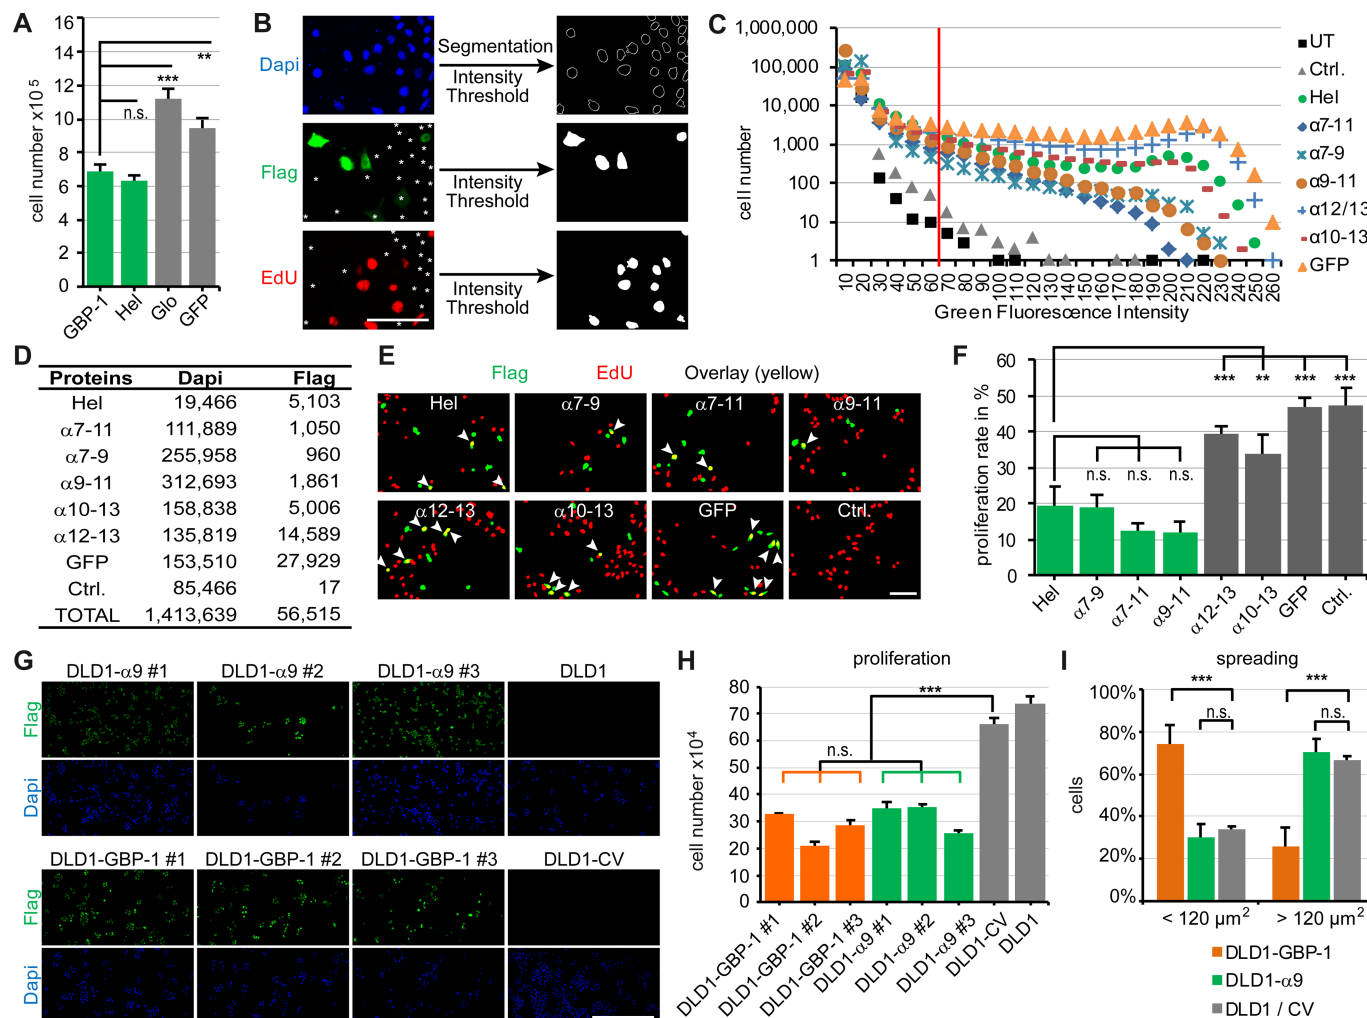 A
cell number x10 5
16
14
12
10
8
6
4
2
0
n.s.
***
**
GBP-1
Hel
Glo
GFP
B
Dapi
Segmentation
Intensity
Threshold
Flag
Intensity
Threshold
EdU
Intensity
Threshold
C
cell number
1,000,000
100,000
10,000
1,000
100
10
1
10 20 30 40 50 60 70 80 90 100 110 120 130 140 150 160 170 180 190 200 210 220 230 240 250 260
Green Fluorescence Intensity
UT
Ctrl.
Hel
α7-11
α7-9
α9-11
α12/13
α10-13
GFP
D
Proteins Dapi Flag
Hel 19,466 5,103
α7-11 111,889 1,050
α7-9 255,958 960
α9-11 312,693 1,861
α10-13 158,838 5,006
α12-13 135,819 14,589
GFP 153,510 27,929
Ctrl. 85,466 17
TOTAL 1,413,639 56,515
E
Flag EdU Overlay (yellow)
Hel α7-9 α7-11 α9-11
α12-13 α10-13 GFP Ctrl.
F
proliferation rate in %
60
50
40
30
20
10
0
*** ** *** ***
n.s. n.s. n.s.
Hel
α7-9
α7-11
α9-11
α12-13
α10-13
GFP
Ctrl.
G
DLD1-α9 #1 DLD1-α9 #2 DLD1-α9 #3 DLD1
Flag
Dapi
DLD1-GBP-1 #1 DLD1-GBP-1 #2 DLD1-GBP-1 #3 DLD1-CV
Flag
Dapi
H
proliferation
cell number x10⁴
80
70
60
50
40
30
20
10
0
***
n.s.
DLD1-GBP-1 #1
DLD1-GBP-1 #2
DLD1-GBP-1 #3
DLD1-α9 #1
DLD1-α9 #2
DLD1-α9 #3
DLD1-CV
DLD1
I
spreading
cells
100%
80%
60%
40%
20%
0%
*** ***
n.s. n.s.
< 120 µm² > 120 µm²
DLD1-GBP-1
DLD1-α9
DLD1 / CV